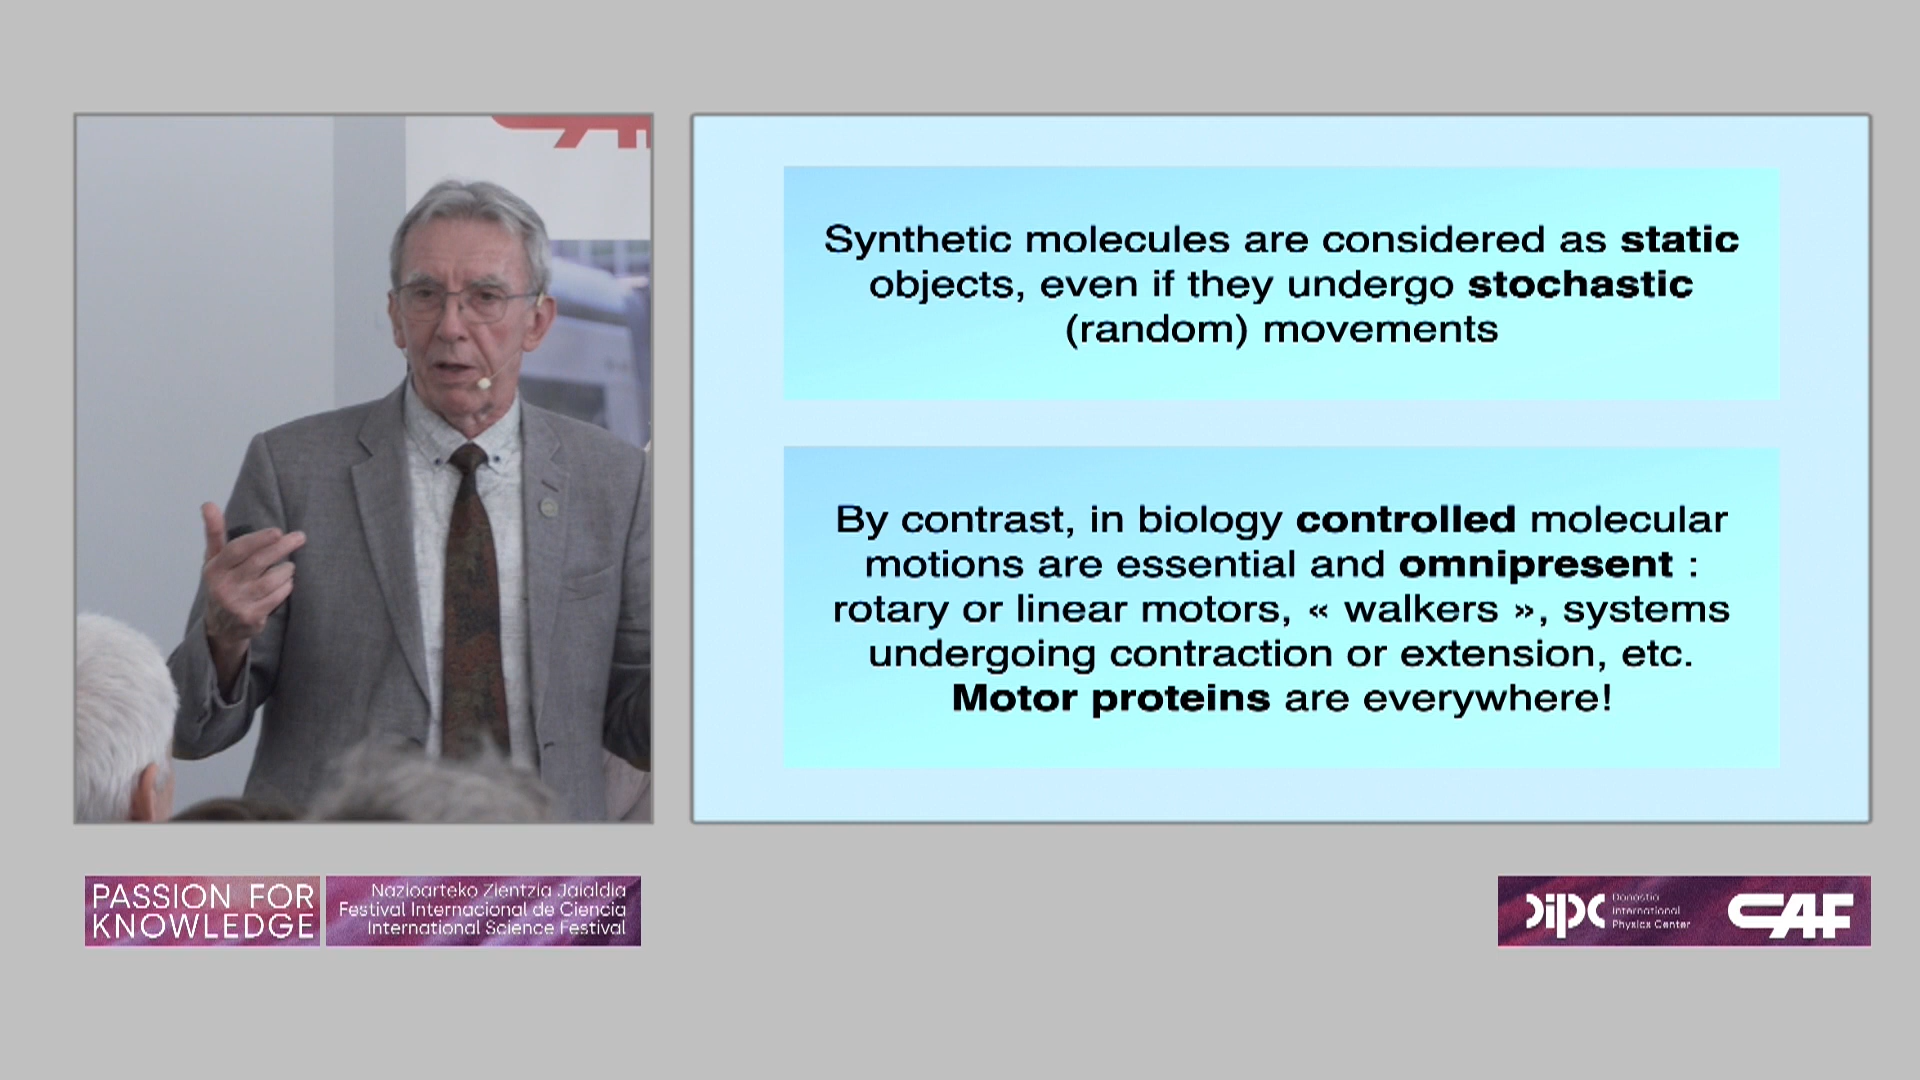 Synthetic molecules are considered as static
objects, even if they undergo stochastic
(random) movements
By contrast, in biology controlled molecular
motions are essential and omnipresent :
rotary or linear motors, « walkers », systems
undergoing contraction or extension, etc.
Motor proteins are everywhere!
PASSION FOR
KNOWLEDGE
Nazioarteko Zientzia Jaialdia
Festival Internacional de Ciencia
International Science Festival
DIPC
Donostia
International
Physics Center
CAF